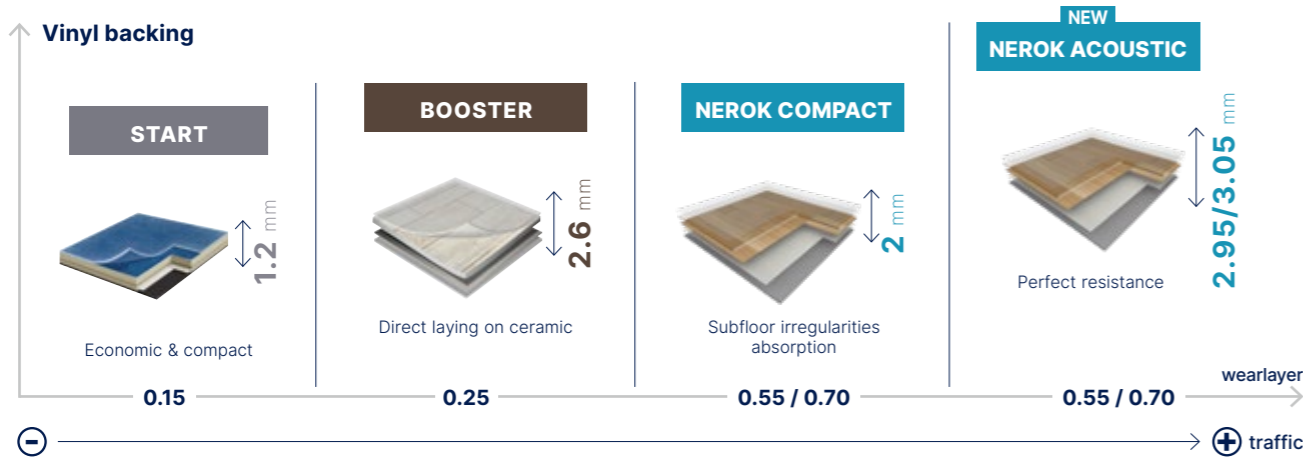 Vinyl backing
START
1.2 mm
Economic & compact
0.15
BOOSTER
2.6 mm
Direct laying on ceramic
0.25
NEROK COMPACT
2 mm
Subfloor irregularities
absorption
0.55 / 0.70
NEW
NEROK ACOUSTIC
2.95/3.05 mm
Perfect resistance
0.55 / 0.70
wearlayer
- + traffic